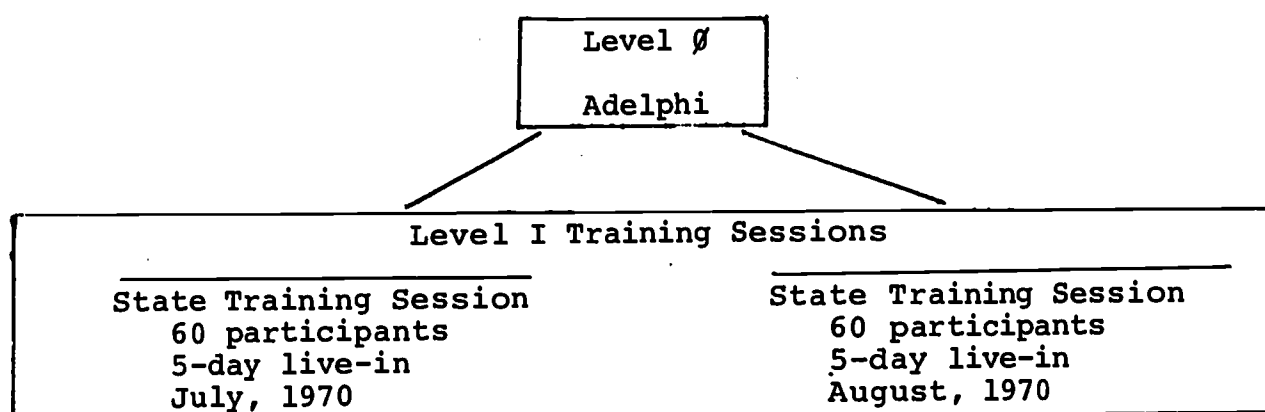 Level Ø
Adelphi
Level I Training Sessions
State Training Session
60 participants
5-day live-in
July, 1970
State Training Session
60 participants
5-day live-in
August, 1970